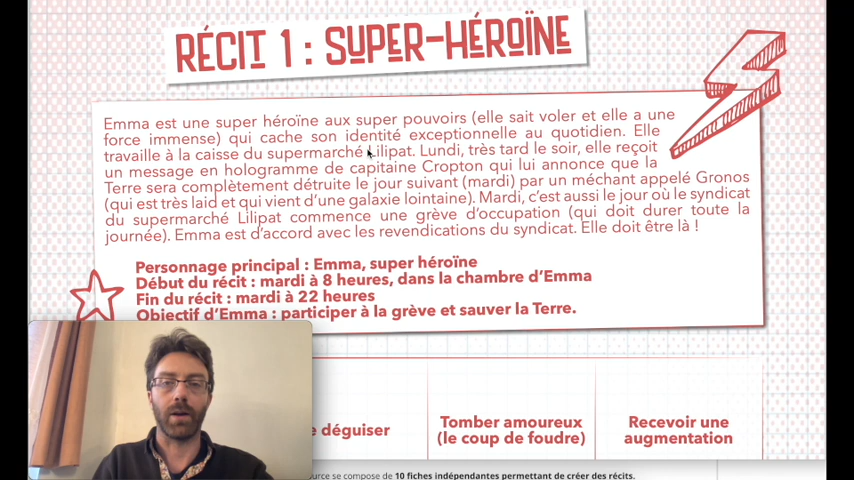 RÉCIT 1 : SUPER-HÉROÏNE
Emma est une super héroïne aux super pouvoirs (elle sait voler et elle a une
force immense) qui cache son identité exceptionnelle au quotidien. Elle
travaille à la caisse du supermarché Lilipat. Lundi, très tard le soir, elle reçoit
un message en hologramme de capitaine Cropton qui lui annonce que la
Terre sera complètement détruite le jour suivant (mardi) par un méchant appelé Gronos
(qui est très laid et qui vient d'une galaxie lointaine). Mardi, c'est aussi le jour où le syndicat
du supermarché Lilipat commence une grève d'occupation (qui doit durer toute la
journée). Emma est d'accord avec les revendications du syndicat. Elle doit être là !
Personnage principal : Emma, super héroïne
Début du récit : mardi à 8 heures, dans la chambre d'Emma
Fin du récit : mardi à 22 heures
Objectif d'Emma : participer à la grève et sauver la Terre.
déguiser
Tomber amoureux
(le coup de foudre)
Recevoir une
augmentation
se compose de 10 fiches indépendantes permettant de créer des récits.